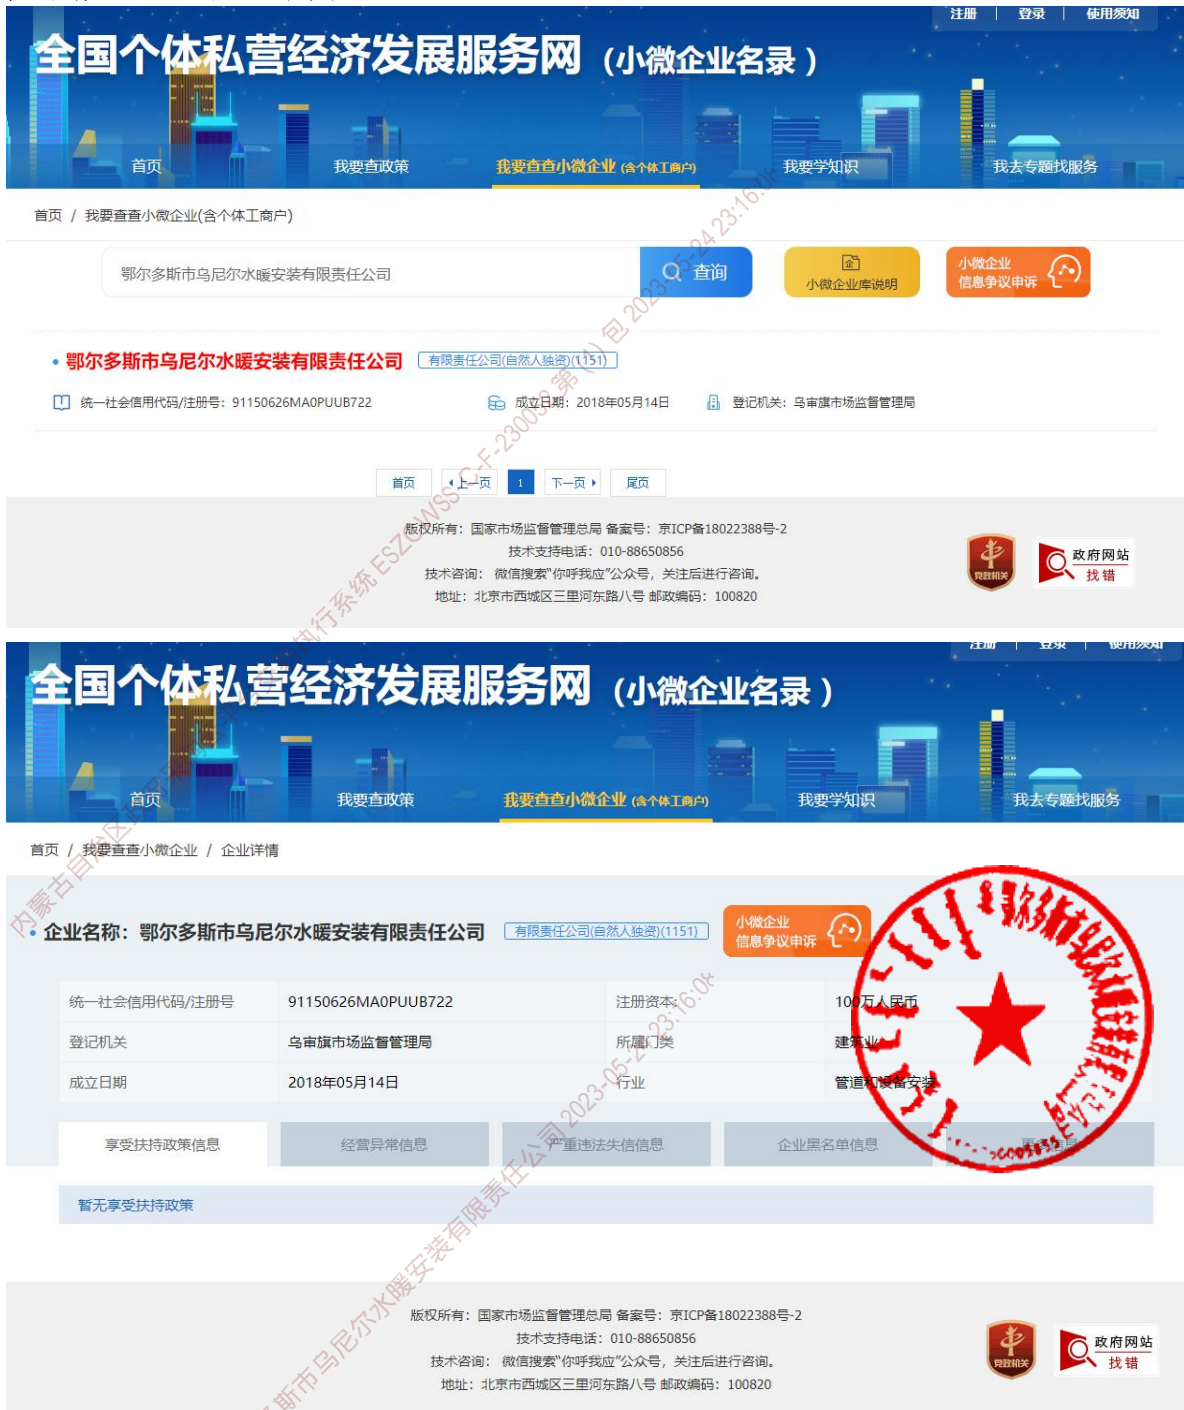 注册 | 登录 | 使用须知
全国个体私营经济发展服务网 (小微企业名录 )
首页 我要查政策 我要查查小微企业 (含个体工商户) 我要学知识 我去专题找服务
首页 / 我要查查小微企业(含个体工商户)
鄂尔多斯市乌尼尔水暖安装有限责任公司 查询 小微企业库说明 小微企业
信息争议申诉
• 鄂尔多斯市乌尼尔水暖安装有限责任公司 有限责任公司(自然人独资)(1151)
统一社会信用代码/注册号：91150626MA0PUUB722 成立日期：2018年05月14日 登记机关：乌审旗市场监督管理局
首页 上一页 1 下一页 尾页
版权所有：国家市场监督管理总局 备案号：京ICP备18022388号-2
技术支持电话：010-88650856
技术咨询： 微信搜索“你呼我应”公众号，关注后进行咨询。
地址：北京市西城区三里河东路八号 邮政编码：100820
党政机关 政府网站
找错
注册 | 登录 | 使用须知
全国个体私营经济发展服务网 (小微企业名录 )
首页 我要查政策 我要查查小微企业 (含个体工商户) 我要学知识 我去专题找服务
首页 / 我要查查小微企业 / 企业详情
• 企业名称：鄂尔多斯市乌尼尔水暖安装有限责任公司 有限责任公司(自然人独资)(1151) 小微企业
信息争议申诉
统一社会信用代码/注册号 91150626MA0PUUB722 注册资本: 100万人民币
登记机关 乌审旗市场监督管理局 所属门类 建筑业
成立日期 2018年05月14日 行业 管道和设备安装
享受扶持政策信息 经营异常信息 严重违法失信信息 企业黑名单信息
暂无享受扶持政策
版权所有：国家市场监督管理总局 备案号：京ICP备18022388号-2
技术支持电话：010-88650856
技术咨询： 微信搜索“你呼我应”公众号，关注后进行咨询。
地址：北京市西城区三里河东路八号 邮政编码：100820
党政机关 政府网站
找错